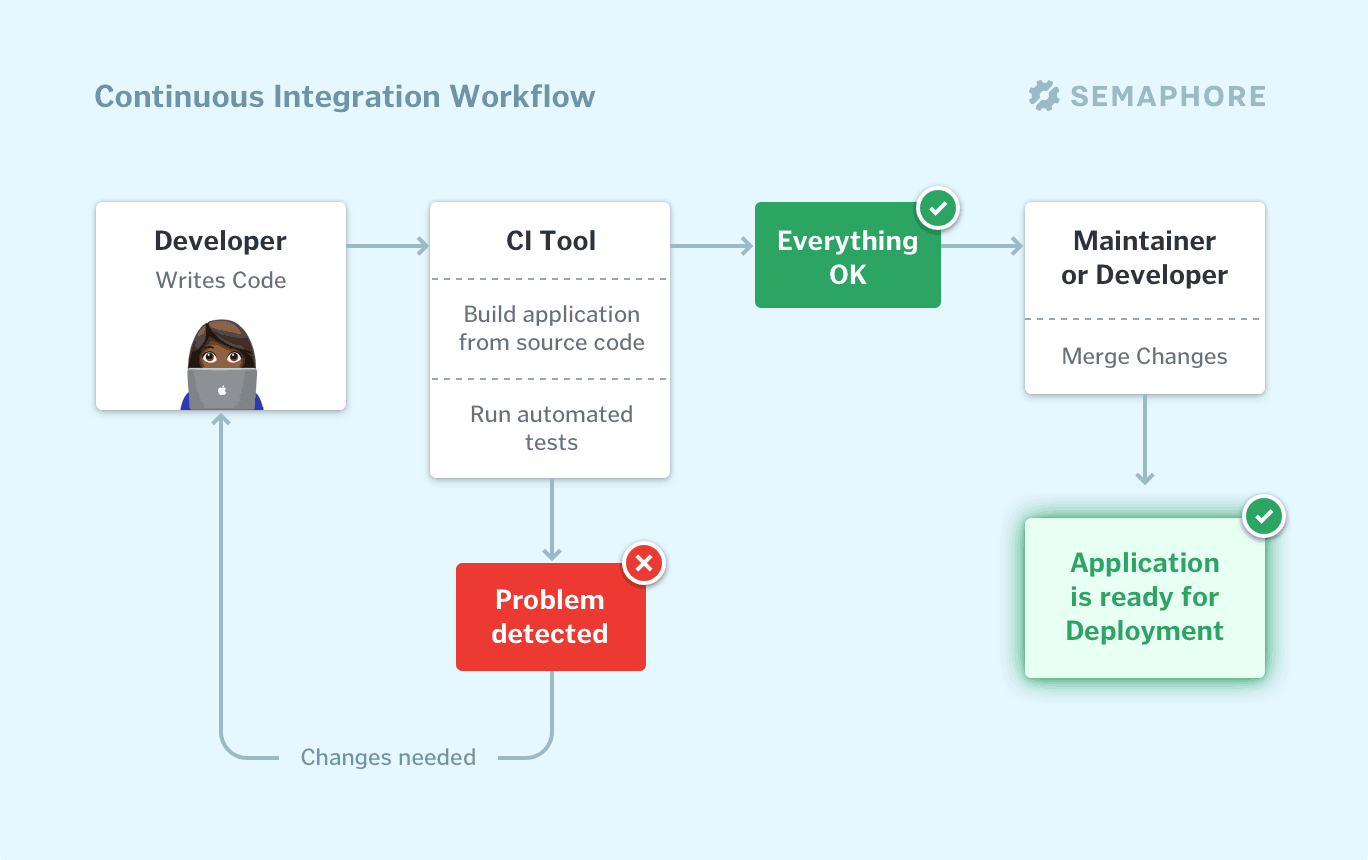 Continuous Integration Workflow
SEMAPHORE
Developer
Writes Code
CI Tool
Build application
from source code
Run automated
tests
Everything
OK
Maintainer
or Developer
Merge Changes
Problem
detected
Application
is ready for
Deployment
Changes needed